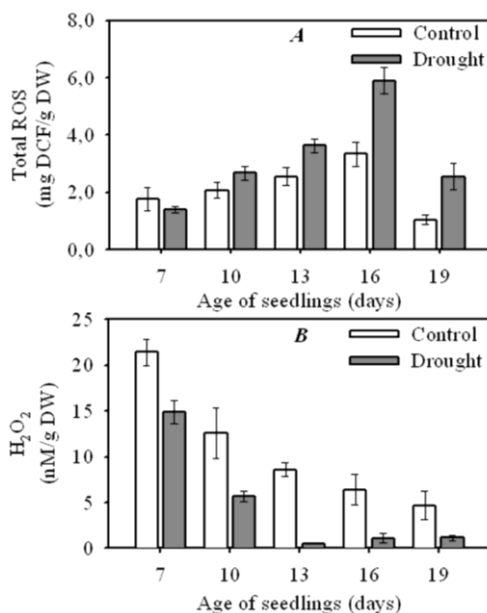 8,0
A
Control
Drought
6,0
4,0
2,0
0,0
Total ROS
(mg DCF/g DW)
7 10 13 16 19
Age of seedlings (days)
25
B
Control
Drought
20
15
10
5
0
H₂O₂
(nM/g DW)
7 10 13 16 19
Age of seedlings (days)